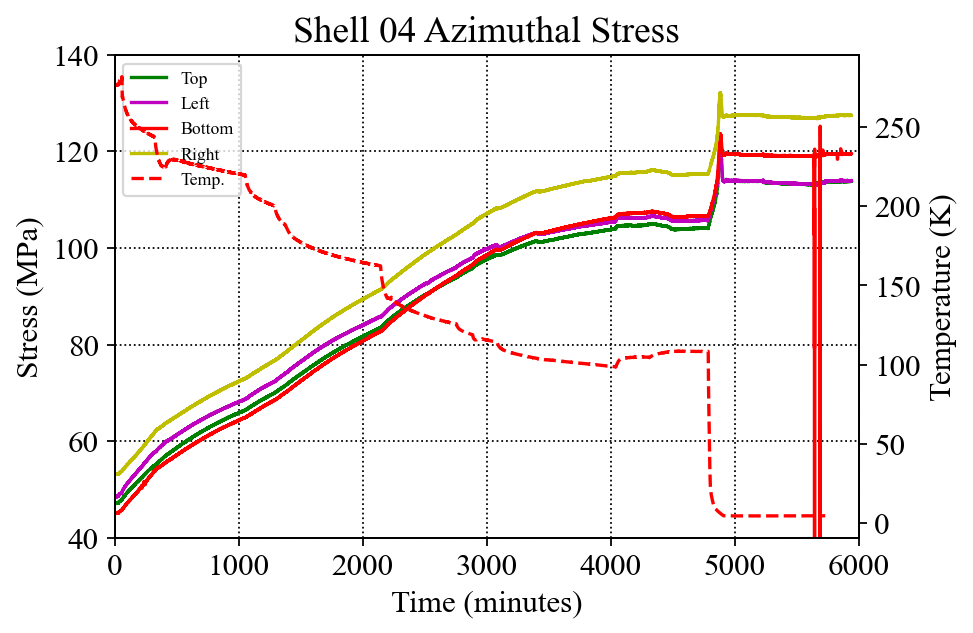 Shell 04 Azimuthal Stress
140
120
100
80
60
40
Stress (MPa)
Top
Left
Bottom
Right
Temp.
250
200
150
100
50
0
Temperature (K)
0 1000 2000 3000 4000 5000 6000
Time (minutes)